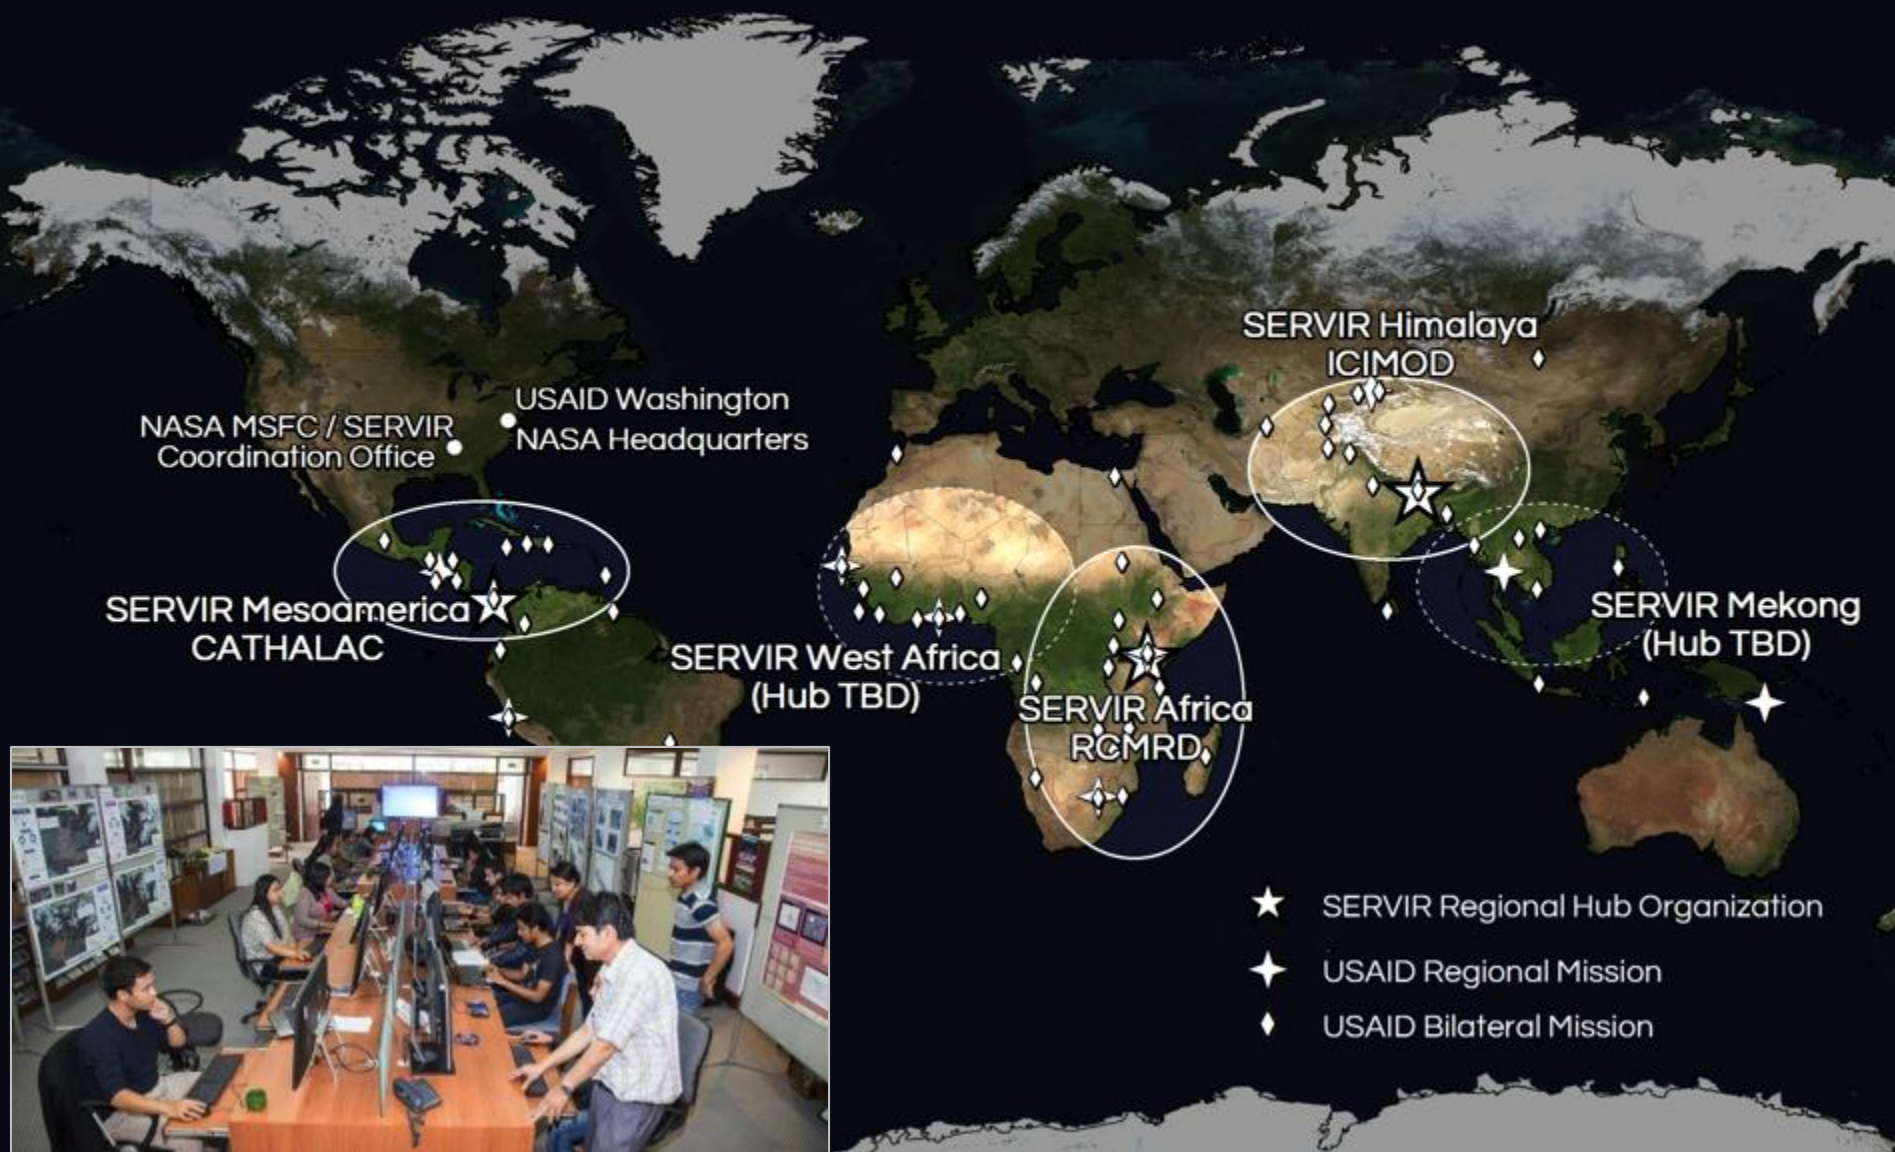 SERVIR Himalaya
ICIMOD
USAID Washington
NASA Headquarters
NASA MSFC / SERVIR
Coordination Office
SERVIR Mesoamerica
CATHALAC
SERVIR West Africa
(Hub TBD)
SERVIR Africa
RCMRD
SERVIR Mekong
(Hub TBD)
SERVIR Regional Hub Organization
USAID Regional Mission
USAID Bilateral Mission